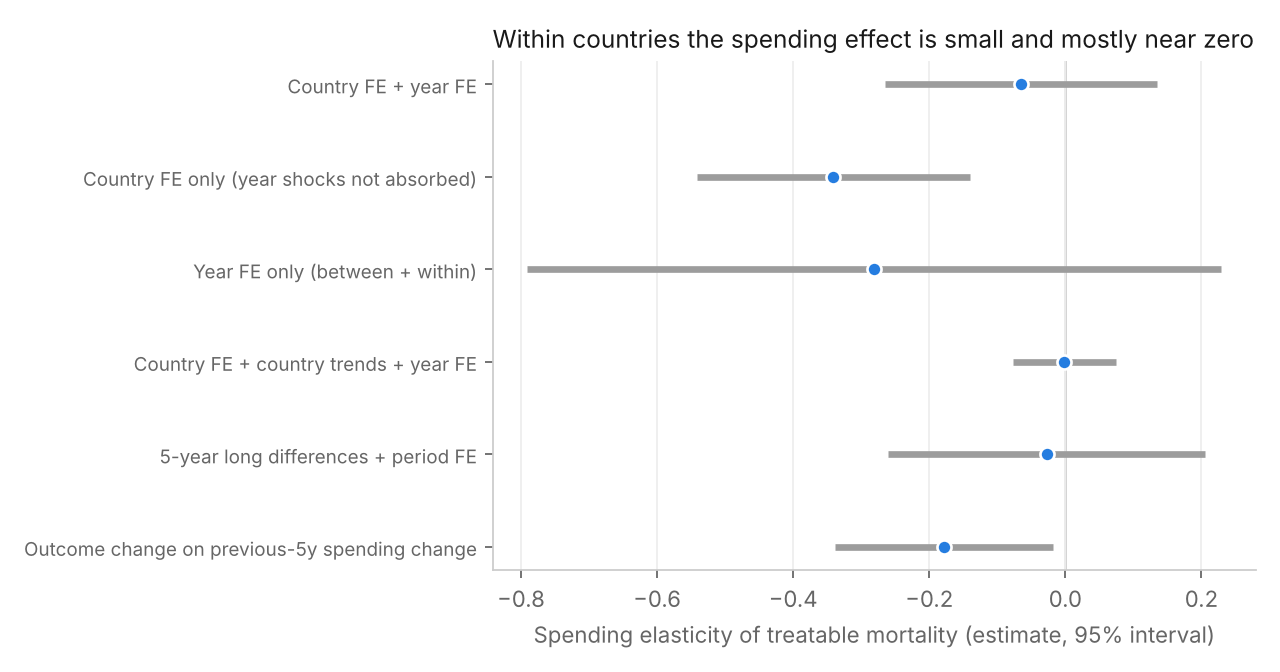 Within countries the spending effect is small and mostly near zero
Country FE + year FE
Country FE only (year shocks not absorbed)
Year FE only (between + within)
Country FE + country trends + year FE
5-year long differences + period FE
Outcome change on previous-5y spending change
−0.8 −0.6 −0.4 −0.2 0.0 0.2
Spending elasticity of treatable mortality (estimate, 95% interval)